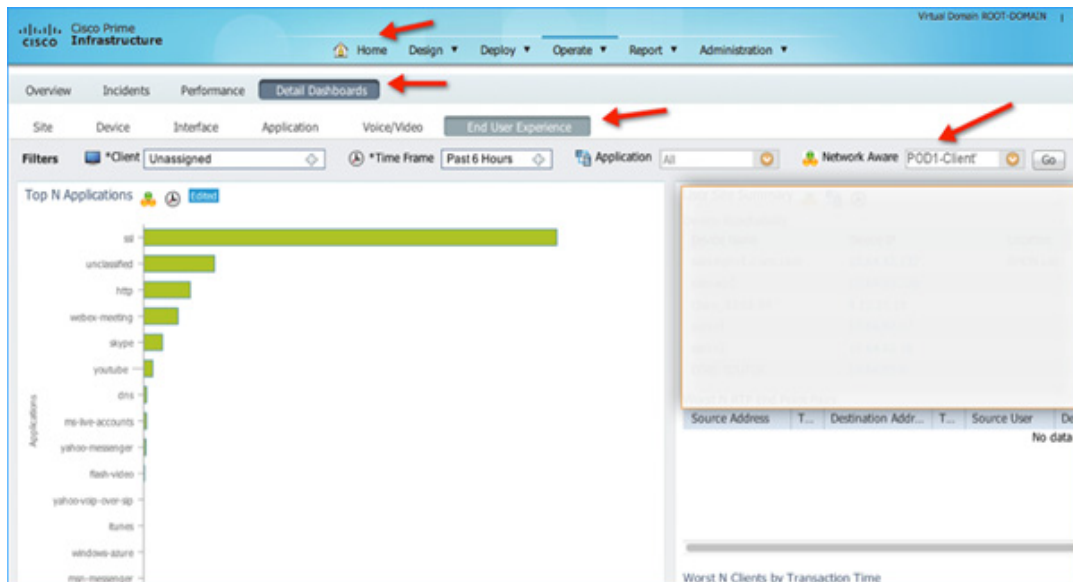 Virtual Domain ROOT-DOMAIN |
Cisco Prime
CISCO Infrastructure
Home Design Deploy Operate Report Administration
Overview Incidents Performance Detail Dashboards
Site Device Interface Application Voice/Video End User Experience
Filters *Client Unassigned *Time Frame Past 6 Hours Application All Network Aware POD1-Client' Go
Top N Applications Edited
ssl
unclassified
http
webex-meeting
skype
youtube
dns
ms-live-accounts
yahoo-messenger
flash-video
yahoo-voip-over-sip
itunes
windows-azure
msn-messenger
Applications
Source Address T... Destination Addr... T... Source User De
No data
Worst N Clients by Transaction Time